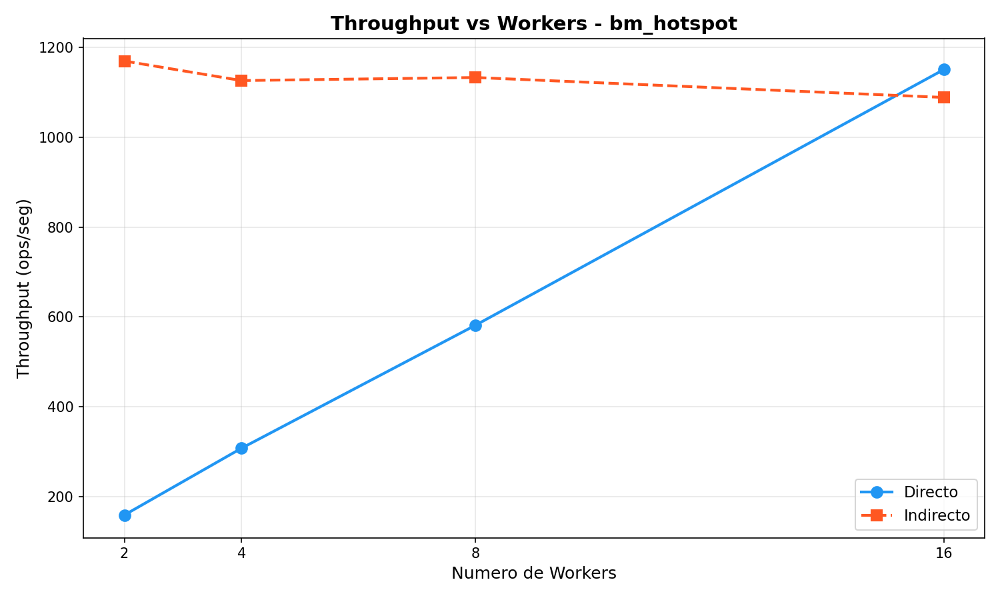 Throughput vs Workers - bm_hotspot
Throughput (ops/seg)
1200
1000
800
600
400
200
2 4 8 16
Numero de Workers
Directo
Indirecto